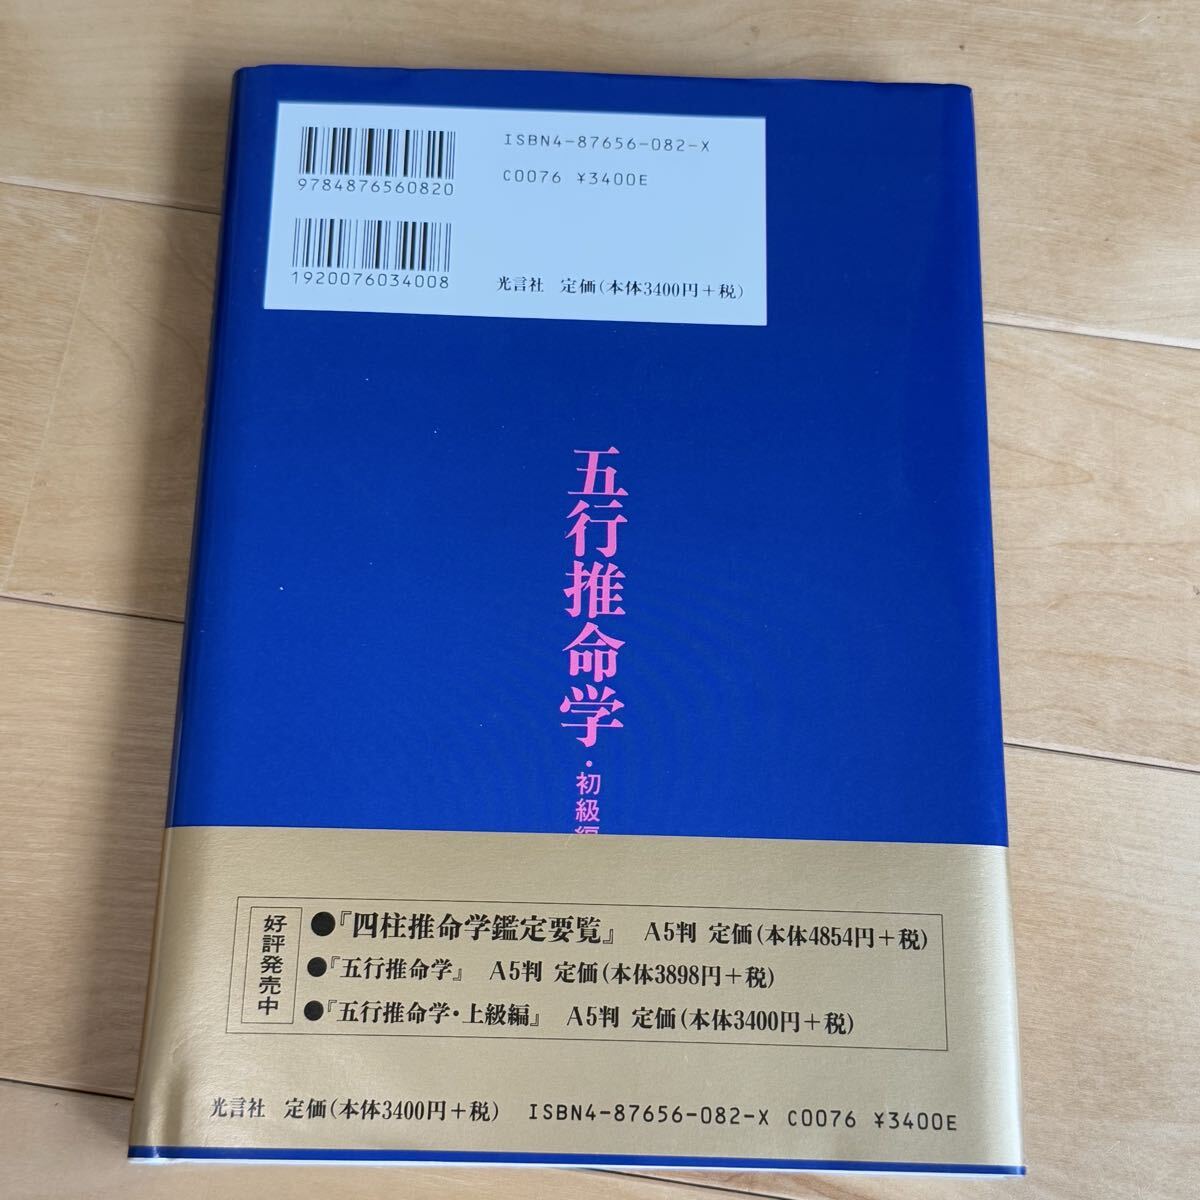 ISBN4-87656-082-X
9784876560820
C0076 ¥3400E
1920076034008
光言社 定価(本体3400円+税)
五行推命学・初級編
好評発売中
●『四柱推命学鑑定要覧』 A5判 定価(本体4854円+税)
●『五行推命学』 A5判 定価(本体3898円+税)
●『五行推命学・上級編』 A5判 定価(本体3400円+税)
光言社 定価(本体3400円+税) ISBN4-87656-082-X C0076 ¥3400E